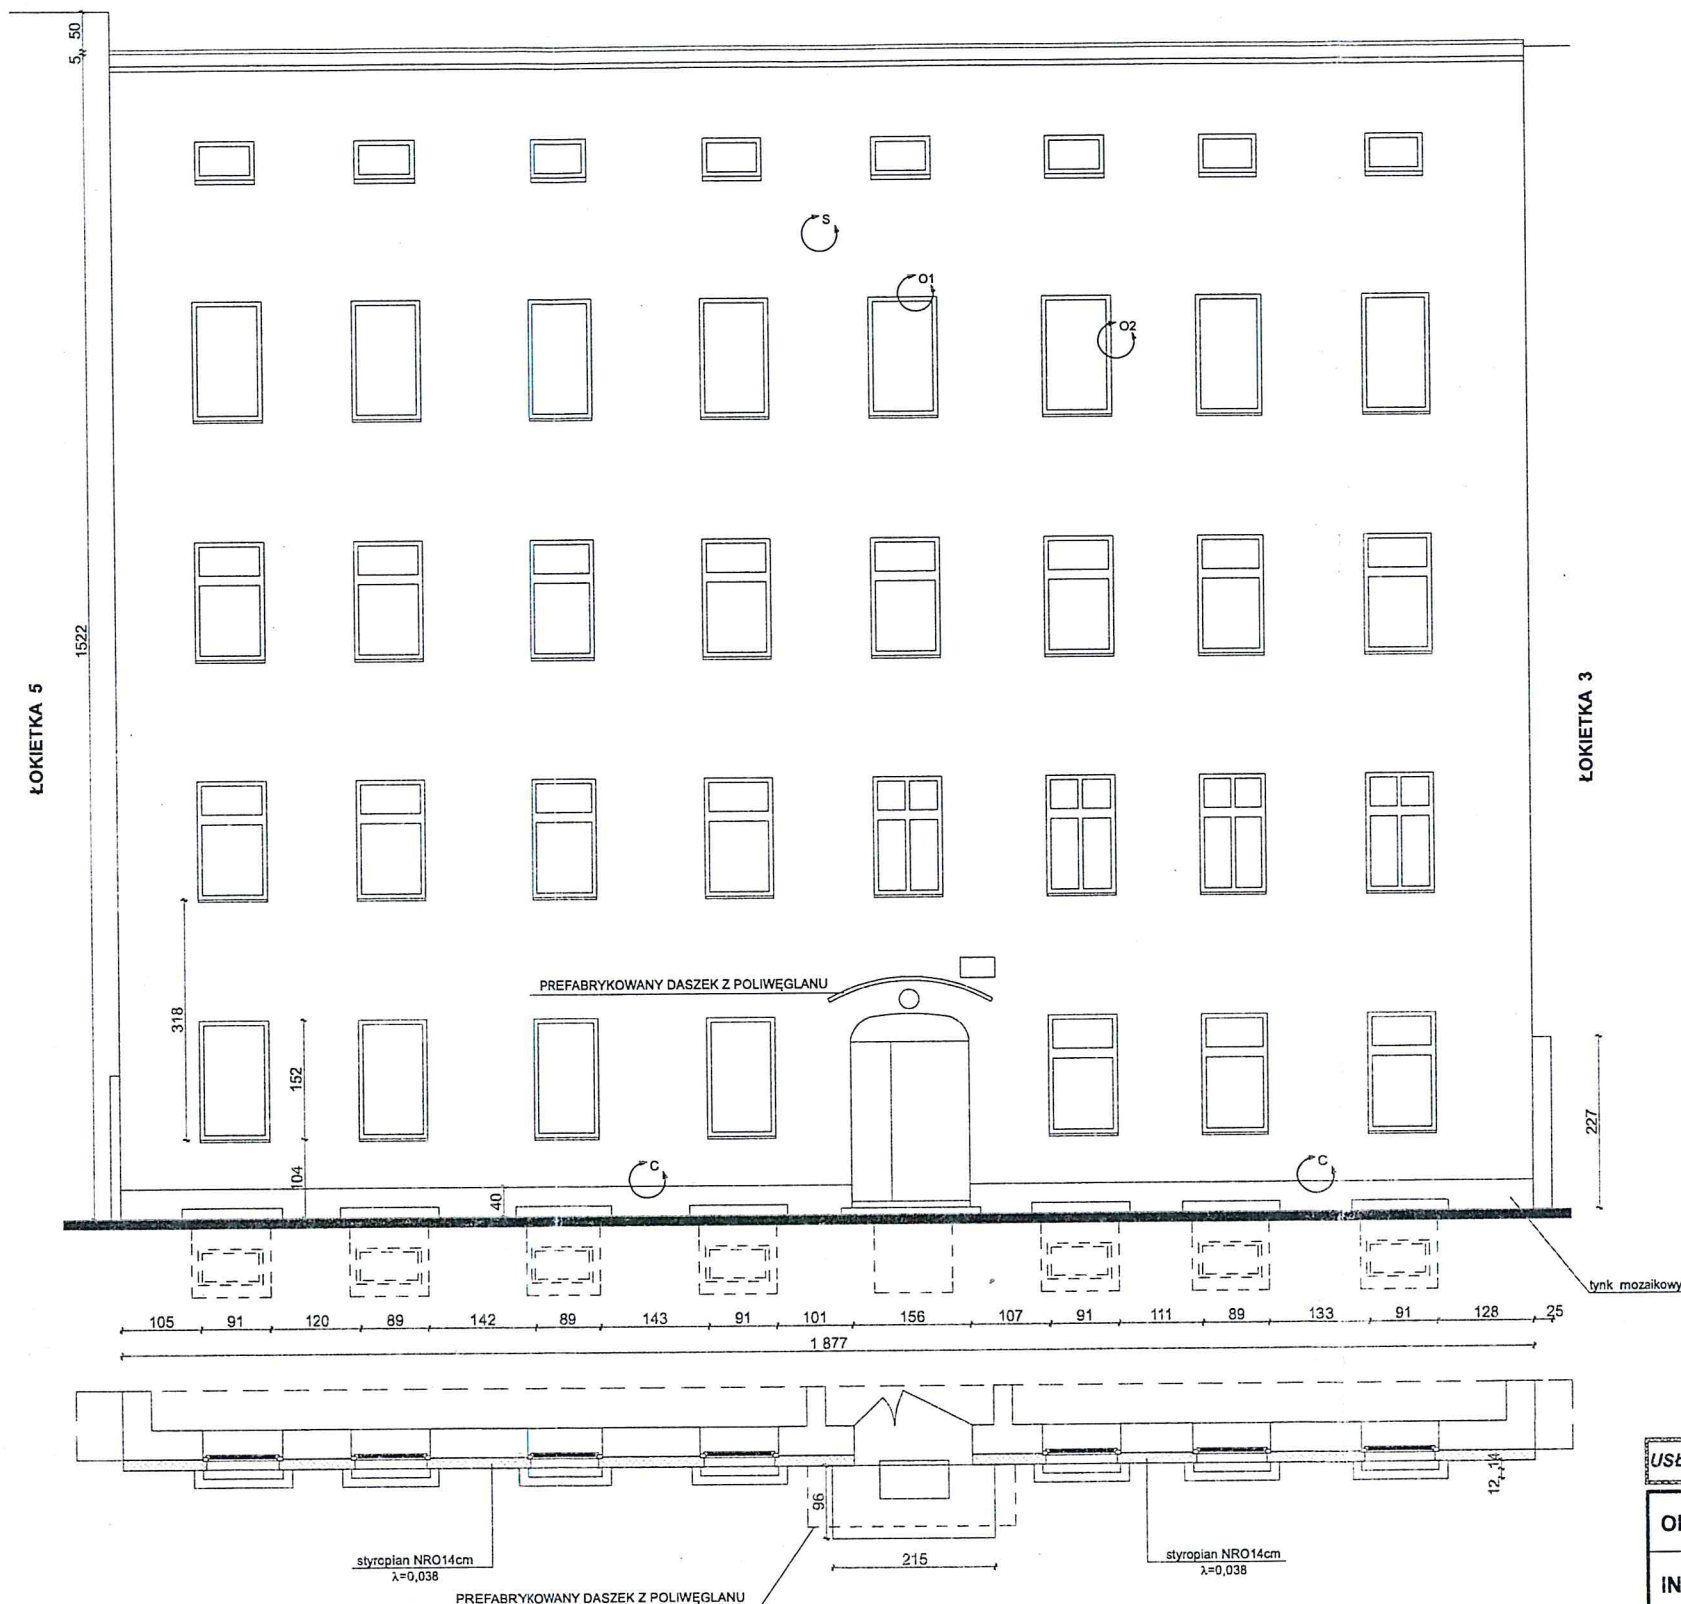 5 50
S
O1
O2
1522
ŁOKIETKA 5
ŁOKIETKA 3
PREFABRYKOWANY DASZEK Z POLIWĘGLANU
318
152
104
40
C
C
227
tynk mozaikowy
105 91 120 89 142 89 143 91 101 156 107 91 111 89 133 91 128 25
1 877
96
215
12 14
styropian NRO14cm
λ=0,038
styropian NRO14cm
λ=0,038
PREFABRYKOWANY DASZEK Z POLIWĘGLANU
IN